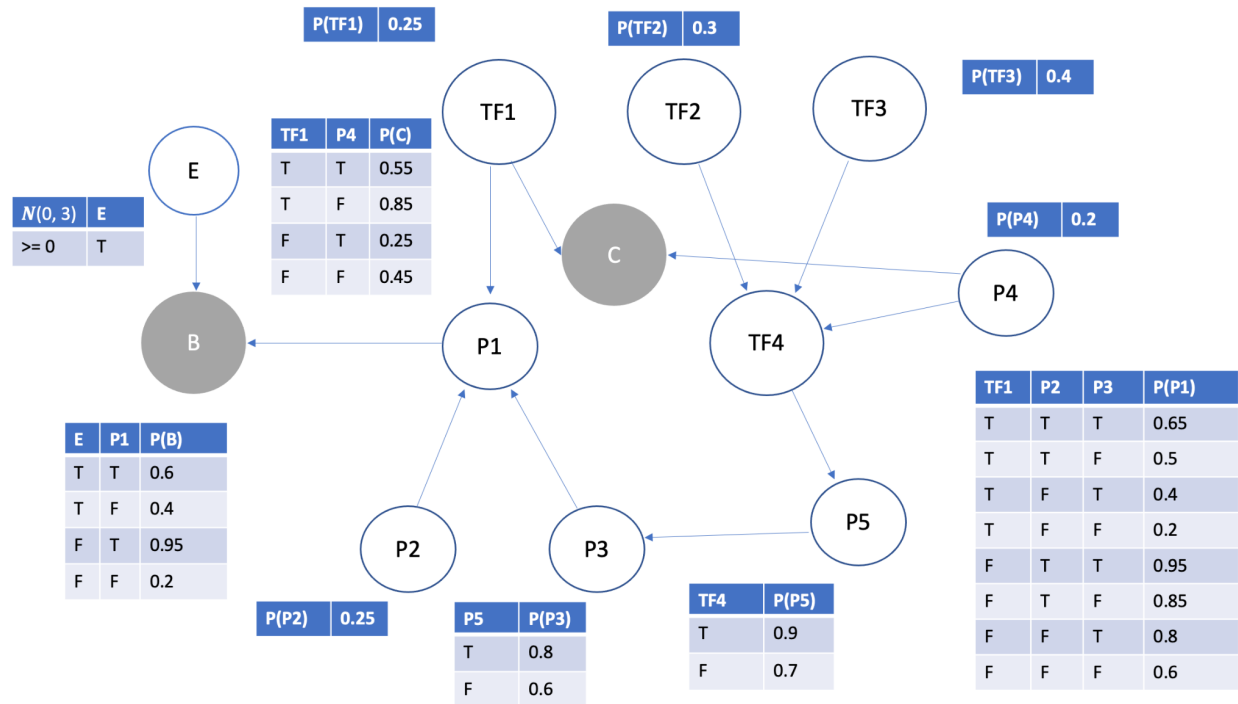 P(TF1) 0.25
P(TF2) 0.3
P(TF3) 0.4
TF1
TF2
TF3
E
TF1 P4 P(C)
T T 0.55
T F 0.85
F T 0.25
F F 0.45
N(0, 3) E
>= 0 T
C
P(P4) 0.2
P4
B
P1
TF4
E P1 P(B)
T T 0.6
T F 0.4
F T 0.95
F F 0.2
TF1 P2 P3 P(P1)
T T T 0.65
T T F 0.5
T F T 0.4
T F F 0.2
F T T 0.95
F T F 0.85
F F T 0.8
F F F 0.6
P2
P3
P5
P(P2) 0.25
P5 P(P3)
T 0.8
F 0.6
TF4 P(P5)
T 0.9
F 0.7